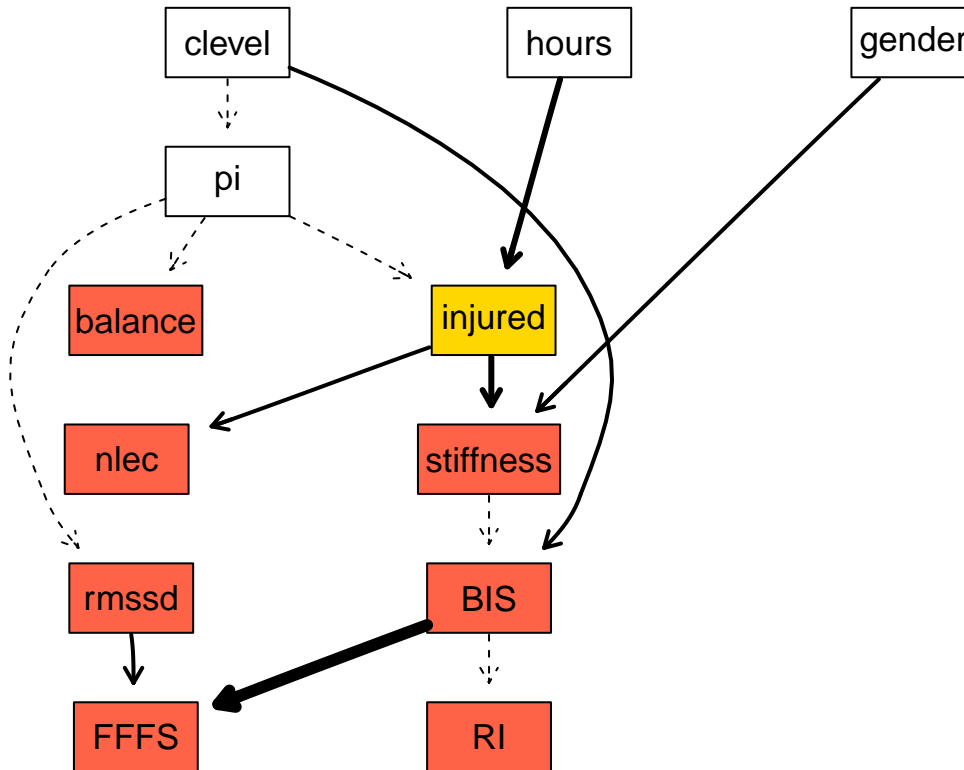 clevel
hours
gender
pi
balance
injured
nlec
stiffness
rmssd
BIS
FFFS
RI